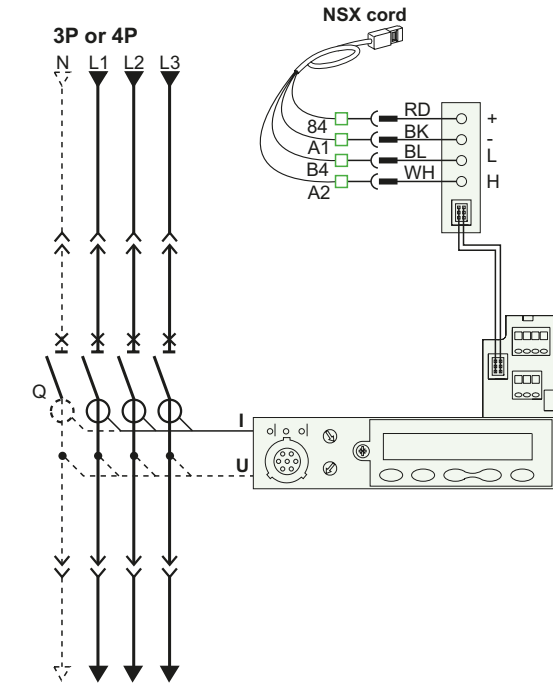 NSX cord
3P or 4P
N L1 L2 L3
84 RD +
A1 BK -
B4 BL L
A2 WH H
Q
I
U